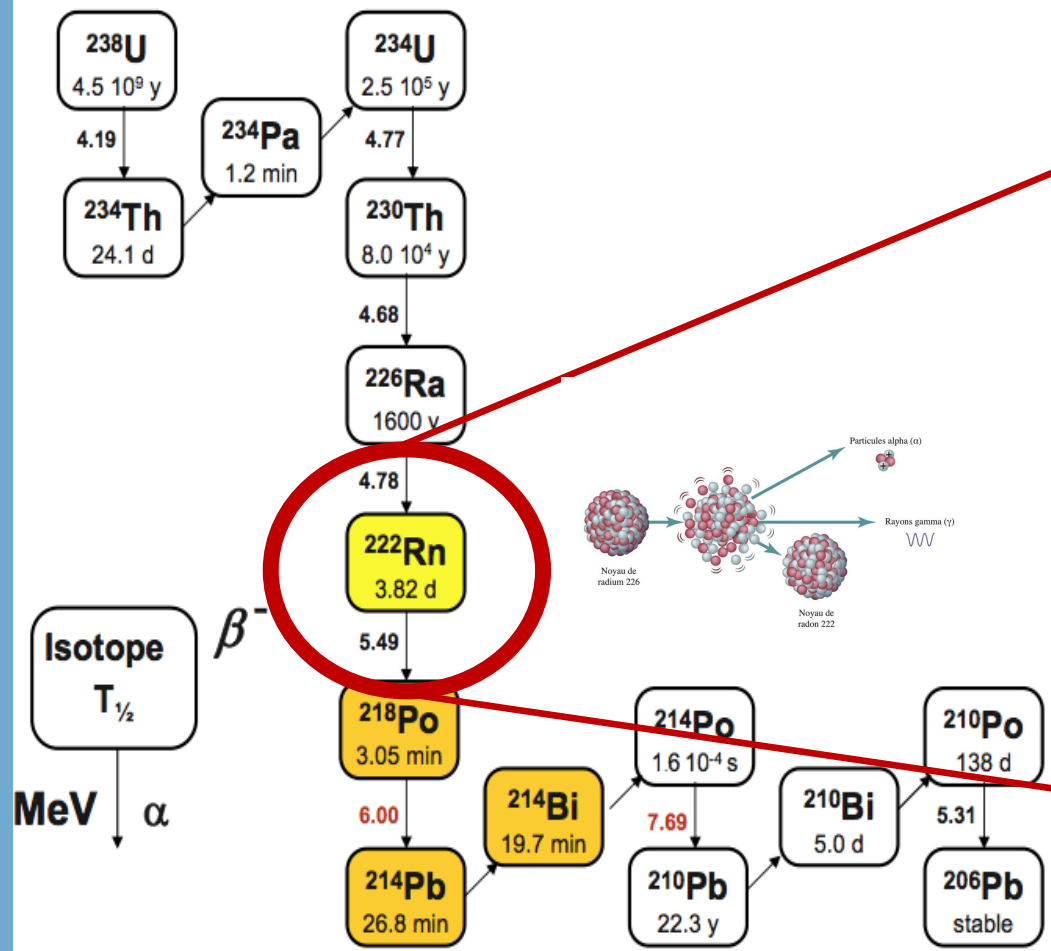 ²³⁸U
4.5 10⁹ y
4.19
²³⁴Th
24.1 d
²³⁴Pa
1.2 min
²³⁴U
2.5 10⁵ y
4.77
²³⁰Th
8.0 10⁴ y
4.68
²²⁶Ra
1600 y
4.78
²²²Rn
3.82 d
5.49
²¹⁸Po
3.05 min
6.00
²¹⁴Pb
26.8 min
²¹⁴Bi
19.7 min
²¹⁴Po
1.6 10⁻⁴ s
7.69
²¹⁰Pb
22.3 y
²¹⁰Bi
5.0 d
²¹⁰Po
138 d
5.31
²⁰⁶Pb
stable
Isotope
T½
β⁻
MeV α
Noyau de
radium 226
Particules alpha (α)
Rayons gamma (γ)
Noyau de
radon 222